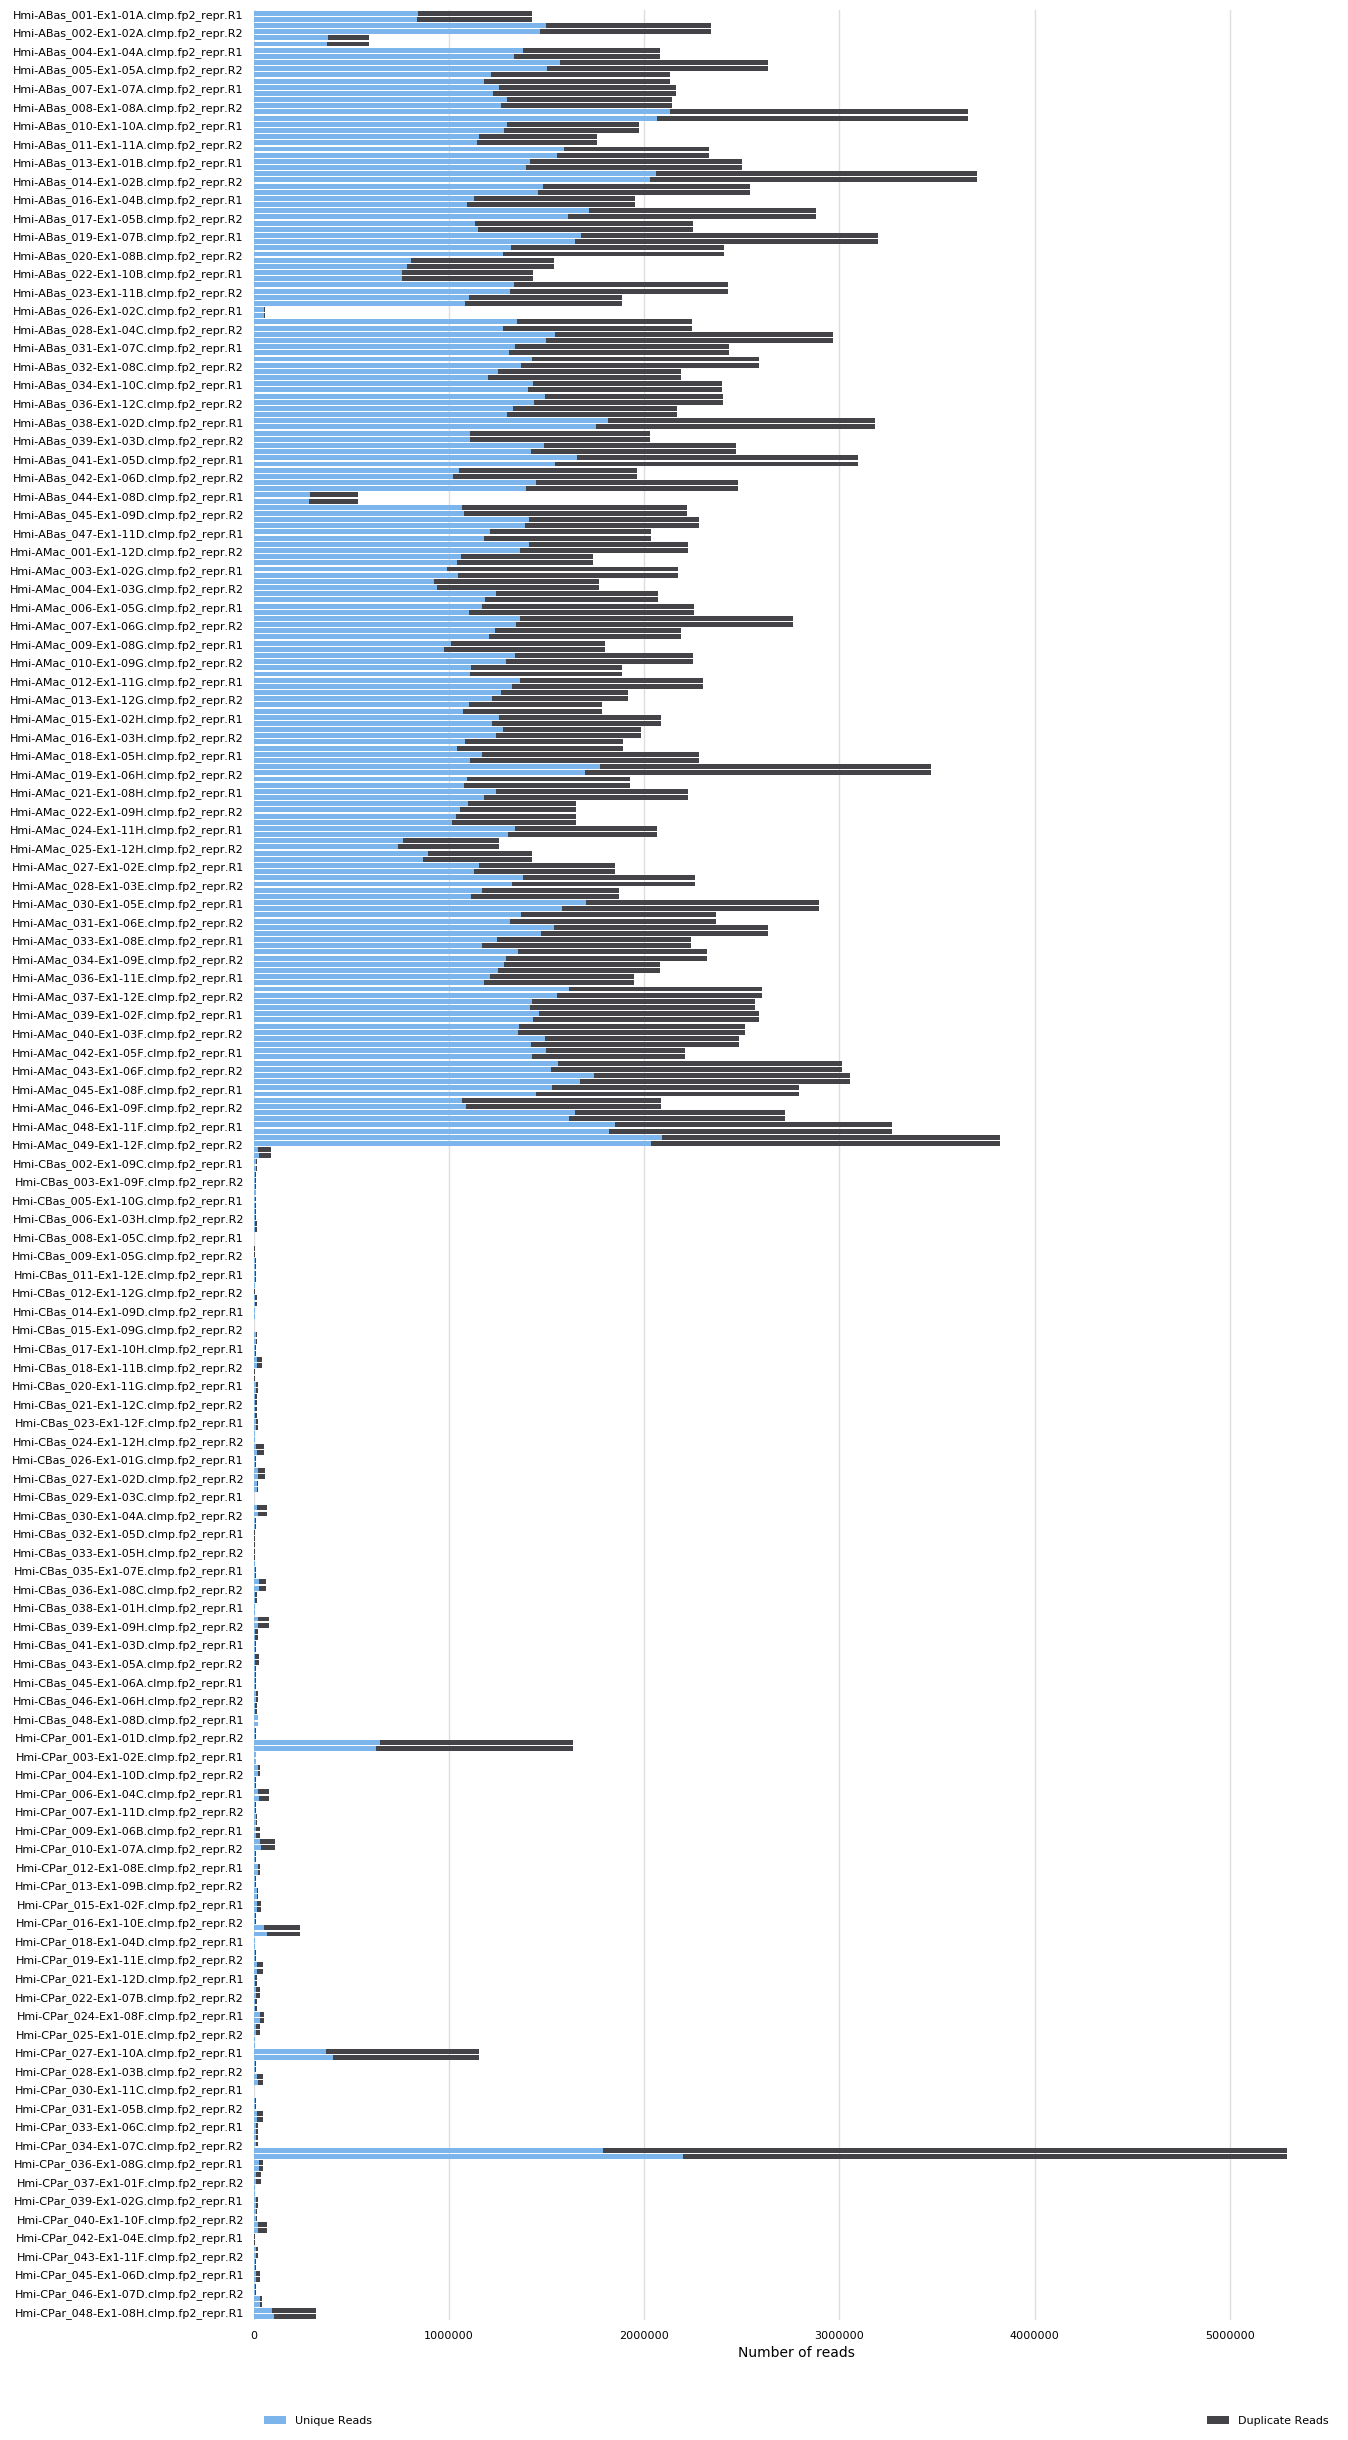 Hmi-ABas_001-Ex1-01A.clmp.fp2_repr.R1
Hmi-ABas_002-Ex1-02A.clmp.fp2_repr.R2
Hmi-ABas_004-Ex1-04A.clmp.fp2_repr.R1
Hmi-ABas_005-Ex1-05A.clmp.fp2_repr.R2
Hmi-ABas_007-Ex1-07A.clmp.fp2_repr.R1
Hmi-ABas_008-Ex1-08A.clmp.fp2_repr.R2
Hmi-ABas_010-Ex1-10A.clmp.fp2_repr.R1
Hmi-ABas_011-Ex1-11A.clmp.fp2_repr.R2
Hmi-ABas_013-Ex1-01B.clmp.fp2_repr.R1
Hmi-ABas_014-Ex1-02B.clmp.fp2_repr.R2
Hmi-ABas_016-Ex1-04B.clmp.fp2_repr.R1
Hmi-ABas_017-Ex1-05B.clmp.fp2_repr.R2
Hmi-ABas_019-Ex1-07B.clmp.fp2_repr.R1
Hmi-ABas_020-Ex1-08B.clmp.fp2_repr.R2
Hmi-ABas_022-Ex1-10B.clmp.fp2_repr.R1
Hmi-ABas_023-Ex1-11B.clmp.fp2_repr.R2
Hmi-ABas_026-Ex1-02C.clmp.fp2_repr.R1
Hmi-ABas_028-Ex1-04C.clmp.fp2_repr.R2
Hmi-ABas_031-Ex1-07C.clmp.fp2_repr.R1
Hmi-ABas_032-Ex1-08C.clmp.fp2_repr.R2
Hmi-ABas_034-Ex1-10C.clmp.fp2_repr.R1
Hmi-ABas_036-Ex1-12C.clmp.fp2_repr.R2
Hmi-ABas_038-Ex1-02D.clmp.fp2_repr.R1
Hmi-ABas_039-Ex1-03D.clmp.fp2_repr.R2
Hmi-ABas_041-Ex1-05D.clmp.fp2_repr.R1
Hmi-ABas_042-Ex1-06D.clmp.fp2_repr.R2
Hmi-ABas_044-Ex1-08D.clmp.fp2_repr.R1
Hmi-ABas_045-Ex1-09D.clmp.fp2_repr.R2
Hmi-ABas_047-Ex1-11D.clmp.fp2_repr.R1
Hmi-AMac_001-Ex1-12D.clmp.fp2_repr.R2
Hmi-AMac_003-Ex1-02G.clmp.fp2_repr.R1
Hmi-AMac_004-Ex1-03G.clmp.fp2_repr.R2
Hmi-AMac_006-Ex1-05G.clmp.fp2_repr.R1
Hmi-AMac_007-Ex1-06G.clmp.fp2_repr.R2
Hmi-AMac_009-Ex1-08G.clmp.fp2_repr.R1
Hmi-AMac_010-Ex1-09G.clmp.fp2_repr.R2
Hmi-AMac_012-Ex1-11G.clmp.fp2_repr.R1
Hmi-AMac_013-Ex1-12G.clmp.fp2_repr.R2
Hmi-AMac_015-Ex1-02H.clmp.fp2_repr.R1
Hmi-AMac_016-Ex1-03H.clmp.fp2_repr.R2
Hmi-AMac_018-Ex1-05H.clmp.fp2_repr.R1
Hmi-AMac_019-Ex1-06H.clmp.fp2_repr.R2
Hmi-AMac_021-Ex1-08H.clmp.fp2_repr.R1
Hmi-AMac_022-Ex1-09H.clmp.fp2_repr.R2
Hmi-AMac_024-Ex1-11H.clmp.fp2_repr.R1
Hmi-AMac_025-Ex1-12H.clmp.fp2_repr.R2
Hmi-AMac_027-Ex1-02E.clmp.fp2_repr.R1
Hmi-AMac_028-Ex1-03E.clmp.fp2_repr.R2
Hmi-AMac_030-Ex1-05E.clmp.fp2_repr.R1
Hmi-AMac_031-Ex1-06E.clmp.fp2_repr.R2
Hmi-AMac_033-Ex1-08E.clmp.fp2_repr.R1
Hmi-AMac_034-Ex1-09E.clmp.fp2_repr.R2
Hmi-AMac_036-Ex1-11E.clmp.fp2_repr.R1
Hmi-AMac_037-Ex1-12E.clmp.fp2_repr.R2
Hmi-AMac_039-Ex1-02F.clmp.fp2_repr.R1
Hmi-AMac_040-Ex1-03F.clmp.fp2_repr.R2
Hmi-AMac_042-Ex1-05F.clmp.fp2_repr.R1
Hmi-AMac_043-Ex1-06F.clmp.fp2_repr.R2
Hmi-AMac_045-Ex1-08F.clmp.fp2_repr.R1
Hmi-AMac_046-Ex1-09F.clmp.fp2_repr.R2
Hmi-AMac_048-Ex1-11F.clmp.fp2_repr.R1
Hmi-AMac_049-Ex1-12F.clmp.fp2_repr.R2
Hmi-CBas_002-Ex1-09C.clmp.fp2_repr.R1
Hmi-CBas_003-Ex1-09F.clmp.fp2_repr.R2
Hmi-CBas_005-Ex1-10G.clmp.fp2_repr.R1
Hmi-CBas_006-Ex1-03H.clmp.fp2_repr.R2
Hmi-CBas_008-Ex1-05C.clmp.fp2_repr.R1
Hmi-CBas_009-Ex1-05G.clmp.fp2_repr.R2
Hmi-CBas_011-Ex1-12E.clmp.fp2_repr.R1
Hmi-CBas_012-Ex1-12G.clmp.fp2_repr.R2
Hmi-CBas_014-Ex1-09D.clmp.fp2_repr.R1
Hmi-CBas_015-Ex1-09G.clmp.fp2_repr.R2
Hmi-CBas_017-Ex1-10H.clmp.fp2_repr.R1
Hmi-CBas_018-Ex1-11B.clmp.fp2_repr.R2
Hmi-CBas_020-Ex1-11G.clmp.fp2_repr.R1
Hmi-CBas_021-Ex1-12C.clmp.fp2_repr.R2
Hmi-CBas_023-Ex1-12F.clmp.fp2_repr.R1
Hmi-CBas_024-Ex1-12H.clmp.fp2_repr.R2
Hmi-CBas_026-Ex1-01G.clmp.fp2_repr.R1
Hmi-CBas_027-Ex1-02D.clmp.fp2_repr.R2
Hmi-CBas_029-Ex1-03C.clmp.fp2_repr.R1
Hmi-CBas_030-Ex1-04A.clmp.fp2_repr.R2
Hmi-CBas_032-Ex1-05D.clmp.fp2_repr.R1
Hmi-CBas_033-Ex1-05H.clmp.fp2_repr.R2
Hmi-CBas_035-Ex1-07E.clmp.fp2_repr.R1
Hmi-CBas_036-Ex1-08C.clmp.fp2_repr.R2
Hmi-CBas_038-Ex1-01H.clmp.fp2_repr.R1
Hmi-CBas_039-Ex1-09H.clmp.fp2_repr.R2
Hmi-CBas_041-Ex1-03D.clmp.fp2_repr.R1
Hmi-CBas_043-Ex1-05A.clmp.fp2_repr.R2
Hmi-CBas_045-Ex1-06A.clmp.fp2_repr.R1
Hmi-CBas_046-Ex1-06H.clmp.fp2_repr.R2
Hmi-CBas_048-Ex1-08D.clmp.fp2_repr.R1
Hmi-CPar_001-Ex1-01D.clmp.fp2_repr.R2
Hmi-CPar_003-Ex1-02E.clmp.fp2_repr.R1
Hmi-CPar_004-Ex1-10D.clmp.fp2_repr.R2
Hmi-CPar_006-Ex1-04C.clmp.fp2_repr.R1
Hmi-CPar_007-Ex1-11D.clmp.fp2_repr.R2
Hmi-CPar_009-Ex1-06B.clmp.fp2_repr.R1
Hmi-CPar_010-Ex1-07A.clmp.fp2_repr.R2
Hmi-CPar_012-Ex1-08E.clmp.fp2_repr.R1
Hmi-CPar_013-Ex1-09B.clmp.fp2_repr.R2
Hmi-CPar_015-Ex1-02F.clmp.fp2_repr.R1
Hmi-CPar_016-Ex1-10E.clmp.fp2_repr.R2
Hmi-CPar_018-Ex1-04D.clmp.fp2_repr.R1
Hmi-CPar_019-Ex1-11E.clmp.fp2_repr.R2
Hmi-CPar_021-Ex1-12D.clmp.fp2_repr.R1
Hmi-CPar_022-Ex1-07B.clmp.fp2_repr.R2
Hmi-CPar_024-Ex1-08F.clmp.fp2_repr.R1
Hmi-CPar_025-Ex1-01E.clmp.fp2_repr.R2
Hmi-CPar_027-Ex1-10A.clmp.fp2_repr.R1
Hmi-CPar_028-Ex1-03B.clmp.fp2_repr.R2
Hmi-CPar_030-Ex1-11C.clmp.fp2_repr.R1
Hmi-CPar_031-Ex1-05B.clmp.fp2_repr.R2
Hmi-CPar_033-Ex1-06C.clmp.fp2_repr.R1
Hmi-CPar_034-Ex1-07C.clmp.fp2_repr.R2
Hmi-CPar_036-Ex1-08G.clmp.fp2_repr.R1
Hmi-CPar_037-Ex1-01F.clmp.fp2_repr.R2
Hmi-CPar_039-Ex1-02G.clmp.fp2_repr.R1
Hmi-CPar_040-Ex1-10F.clmp.fp2_repr.R2
Hmi-CPar_042-Ex1-04E.clmp.fp2_repr.R1
Hmi-CPar_043-Ex1-11F.clmp.fp2_repr.R2
Hmi-CPar_045-Ex1-06D.clmp.fp2_repr.R1
Hmi-CPar_046-Ex1-07D.clmp.fp2_repr.R2
Hmi-CPar_048-Ex1-08H.clmp.fp2_repr.R1
0 1000000 2000000 3000000 4000000 5000000
Number of reads
Unique Reads Duplicate Reads